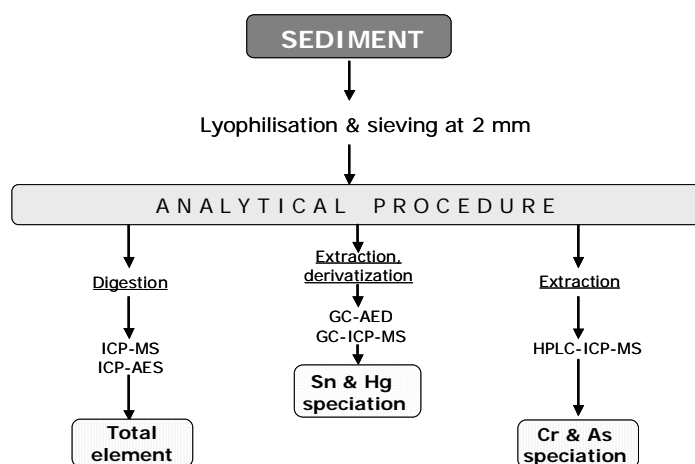 SEDIMENT
Lyophilisation & sieving at 2 mm
ANALYTICAL PROCEDURE
Digestion
ICP-MS
ICP-AES
Total
element
Extraction,
derivatization
GC-AED
GC-ICP-MS
Sn & Hg
speciation
Extraction
HPLC-ICP-MS
Cr & As
speciation